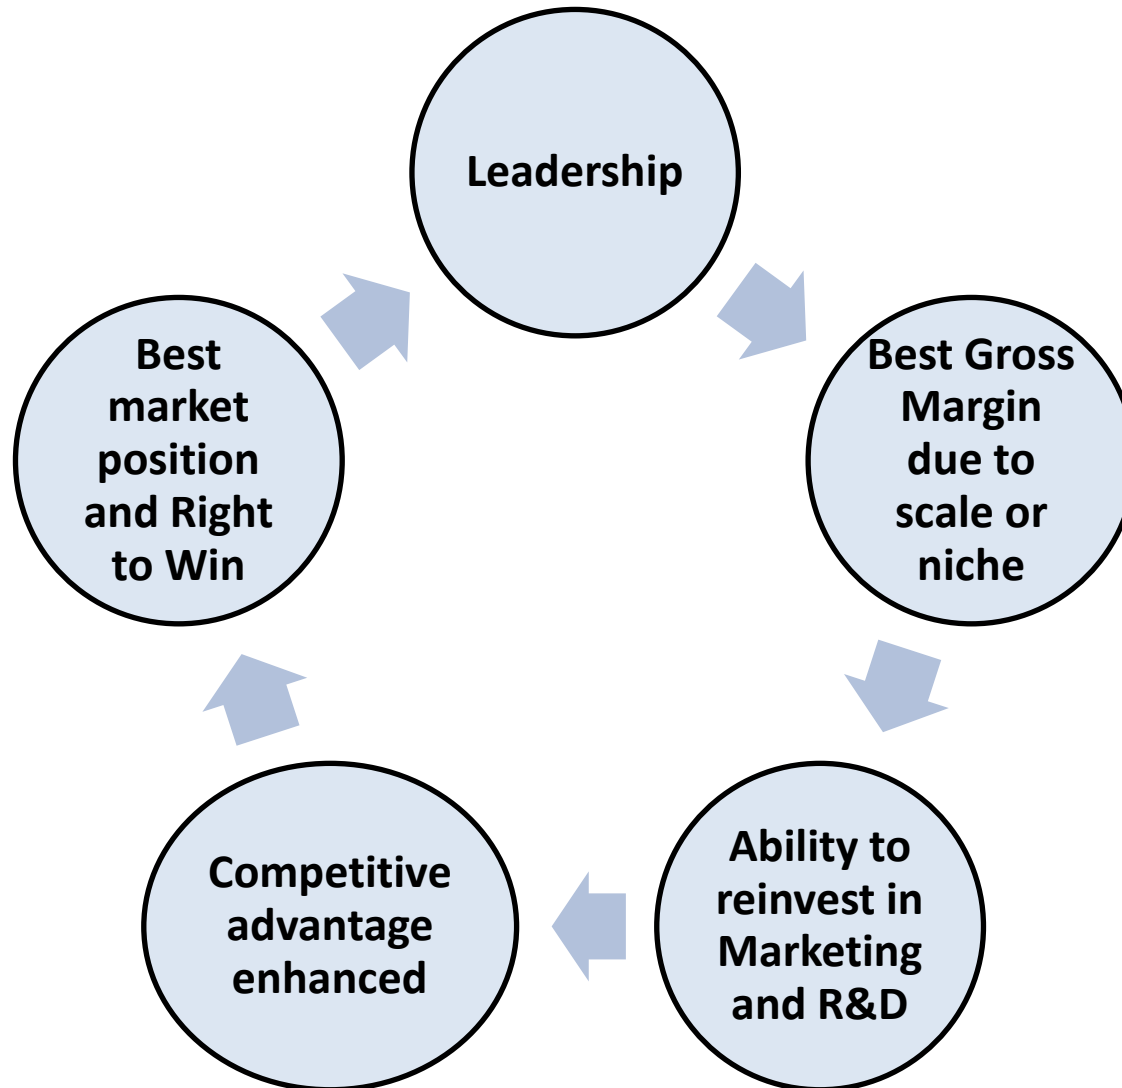 Leadership
Best Gross
Margin
due to
scale or
niche
Ability to
reinvest in
Marketing
and R&D
Competitive
advantage
enhanced
Best
market
position
and Right
to Win